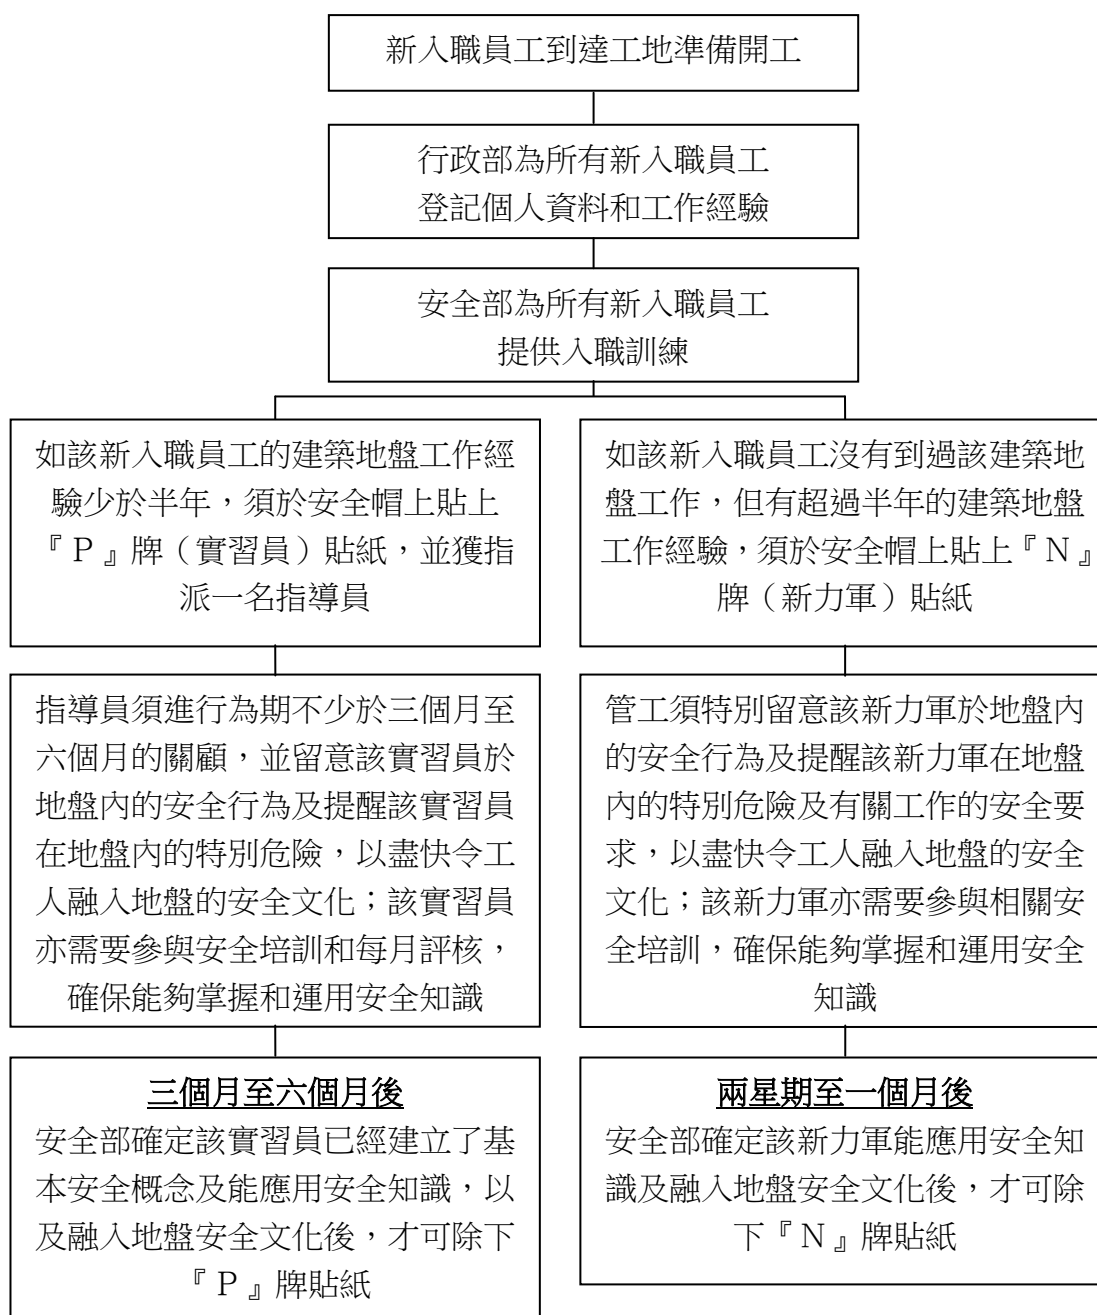 新入職員工到達工地準備開工
行政部為所有新入職員工
登記個人資料和工作經驗
安全部為所有新入職員工
提供入職訓練
如該新入職員工的建築地盤工作經
驗少於半年，須於安全帽上貼上
『Ｐ』牌（實習員）貼紙，並獲指
派一名指導員
如該新入職員工沒有到過該建築地
盤工作，但有超過半年的建築地盤
工作經驗，須於安全帽上貼上『Ｎ』
牌（新力軍）貼紙
指導員須進行為期不少於三個月至
六個月的關顧，並留意該實習員於
地盤內的安全行為及提醒該實習員
在地盤內的特別危險，以盡快令工
人融入地盤的安全文化；該實習員
亦需要參與安全培訓和每月評核，
確保能夠掌握和運用安全知識
管工須特別留意該新力軍於地盤內
的安全行為及提醒該新力軍在地盤
內的特別危險及有關工作的安全要
求，以盡快令工人融入地盤的安全
文化；該新力軍亦需要參與相關安
全培訓，確保能夠掌握和運用安全
知識
三個月至六個月後
安全部確定該實習員已經建立了基
本安全概念及能應用安全知識，以
及融入地盤安全文化後，才可除下
『Ｐ』牌貼紙
兩星期至一個月後
安全部確定該新力軍能應用安全知
識及融入地盤安全文化後，才可除
下『Ｎ』牌貼紙